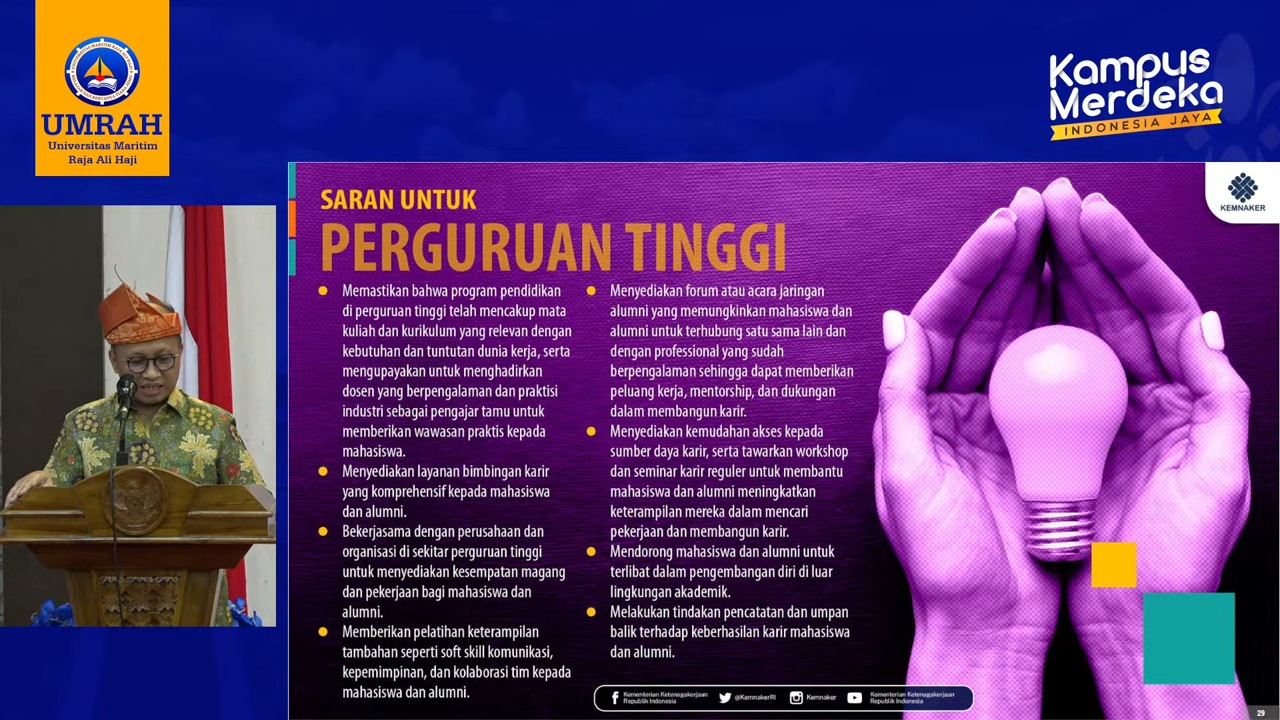 UMRAH
Universitas Maritim
Raja Ali Haji
Kampus
Merdeka
INDONESIA JAYA
KEMNAKER
SARAN UNTUK
PERGURUAN TINGGI
Memastikan bahwa program pendidikan
di perguruan tinggi telah mencakup mata
kuliah dan kurikulum yang relevan dengan
kebutuhan dan tuntutan dunia kerja, serta
mengupayakan untuk menghadirkan
dosen yang berpengalaman dan praktisi
industri sebagai pengajar tamu untuk
memberikan wawasan praktis kepada
mahasiswa.
Menyediakan layanan bimbingan karir
yang komprehensif kepada mahasiswa
dan alumni.
Bekerjasama dengan perusahaan dan
organisasi di sekitar perguruan tinggi
untuk menyediakan kesempatan magang
dan pekerjaan bagi mahasiswa dan
alumni.
Memberikan pelatihan keterampilan
tambahan seperti soft skill komunikasi,
kepemimpinan, dan kolaborasi tim kepada
mahasiswa dan alumni.
Menyediakan forum atau acara jaringan
alumni yang memungkinkan mahasiswa dan
alumni untuk terhubung satu sama lain dan
dengan professional yang sudah
berpengalaman sehingga dapat memberikan
peluang kerja, mentorship, dan dukungan
dalam membangun karir.
Menyediakan kemudahan akses kepada
sumber daya karir, serta tawarkan workshop
dan seminar karir reguler untuk membantu
mahasiswa dan alumni meningkatkan
keterampilan mereka dalam mencari
pekerjaan dan membangun karir.
Mendorong mahasiswa dan alumni untuk
terlibat dalam pengembangan diri di luar
lingkungan akademik.
Melakukan tindakan pencatatan dan umpan
balik terhadap keberhasilan karir mahasiswa
dan alumni.
Kementerian Ketenagakerjaan
Republik Indonesia
@KemnakerRI
Kemnaker
Kementerian Ketenagakerjaan
Republik Indonesia
29